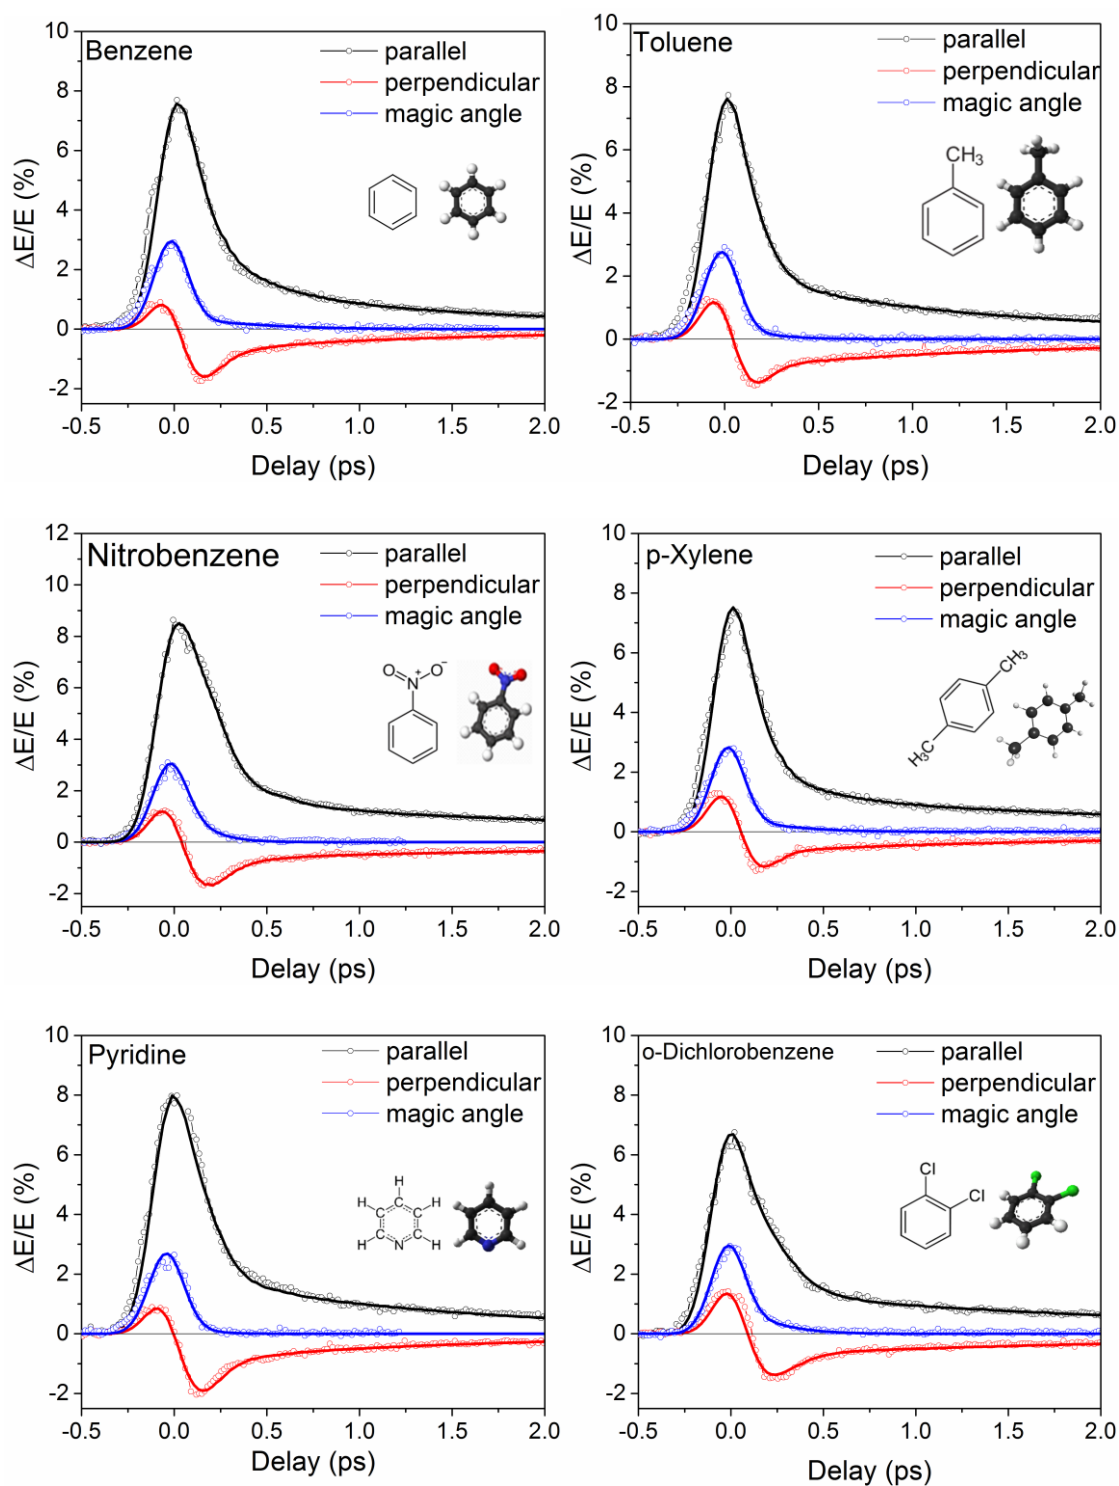 Benzene
parallel
perpendicular
magic angle
ΔE/E (%)
10
8
6
4
2
0
-2
-0.5 0.0 0.5 1.0 1.5 2.0
Delay (ps)
Toluene
parallel
perpendicular
magic angle
CH3
ΔE/E (%)
10
8
6
4
2
0
-2
-0.5 0.0 0.5 1.0 1.5 2.0
Delay (ps)
Nitrobenzene
parallel
perpendicular
magic angle
O N+ O−
ΔE/E (%)
12
10
8
6
4
2
0
-2
-0.5 0.0 0.5 1.0 1.5 2.0
Delay (ps)
p-Xylene
parallel
perpendicular
magic angle
CH3
H3C
ΔE/E (%)
10
8
6
4
2
0
-2
-0.5 0.0 0.5 1.0 1.5 2.0
Delay (ps)
Pyridine
parallel
perpendicular
magic angle
H
H H
H N H
ΔE/E (%)
10
8
6
4
2
0
-2
-0.5 0.0 0.5 1.0 1.5 2.0
Delay (ps)
o-Dichlorobenzene
parallel
perpendicular
magic angle
Cl
Cl
ΔE/E (%)
10
8
6
4
2
0
-2
-0.5 0.0 0.5 1.0 1.5 2.0
Delay (ps)